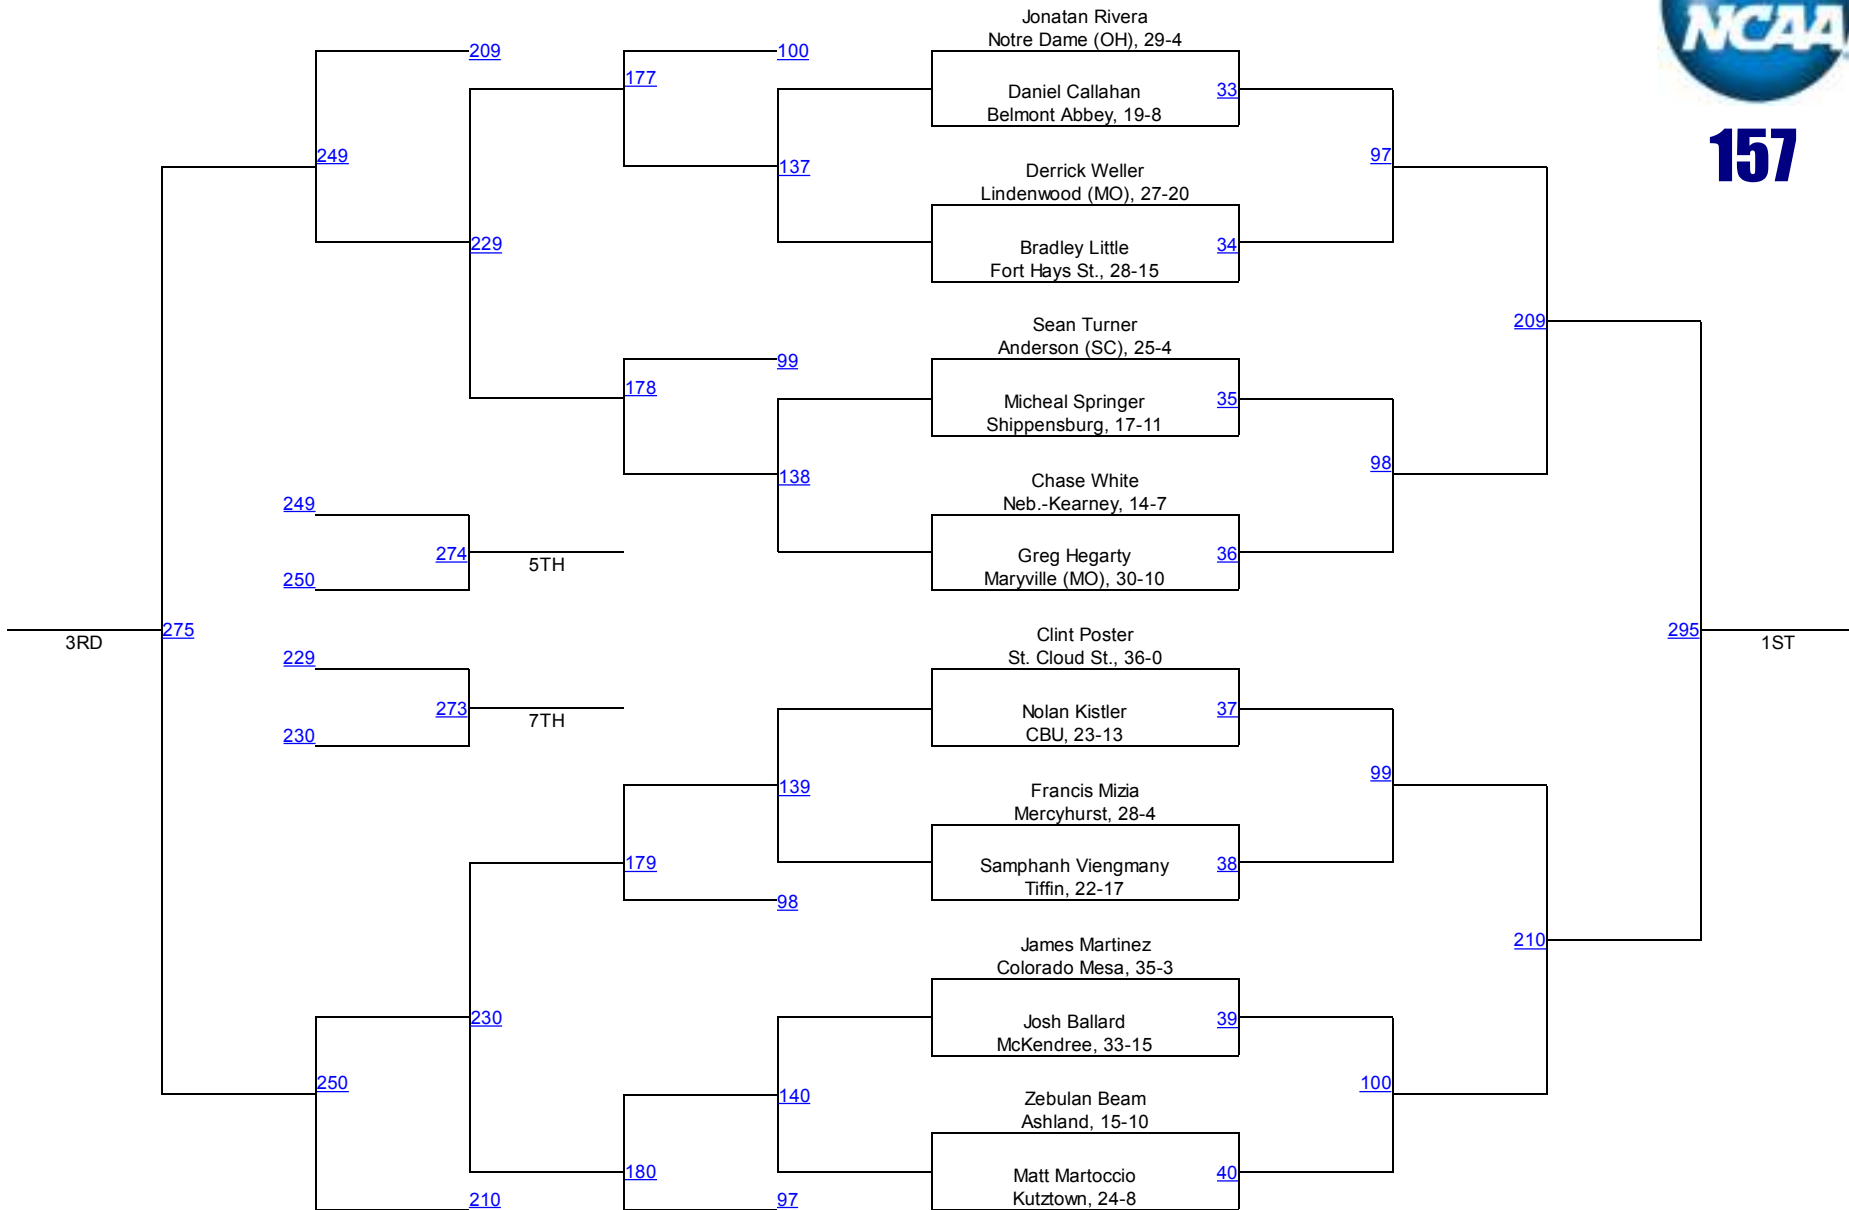 NCAA
157
Jonatan Rivera
Notre Dame (OH), 29-4
209
100
177
Daniel Callahan
33
Belmont Abbey, 19-8
249
137
97
Derrick Weller
Lindenwood (MO), 27-20
229
Bradley Little
34
Fort Hays St., 28-15
Sean Turner
209
Anderson (SC), 25-4
99
178
Micheal Springer
35
Shippensburg, 17-11
138
98
Chase White
Neb.-Kearney, 14-7
249
274
5TH
Greg Hegarty
36
250
Maryville (MO), 30-10
3RD
275
Clint Poster
St. Cloud St., 36-0
295
1ST
229
273
7TH
Nolan Kistler
37
230
CBU, 23-13
139
99
Francis Mizia
Mercyhurst, 28-4
179
Samphanh Viengmany
38
Tiffin, 22-17
98
James Martinez
210
Colorado Mesa, 35-3
230
Josh Ballard
39
McKendree, 33-15
250
140
100
Zebulan Beam
Ashland, 15-10
180
Matt Martoccio
40
210
97
Kutztown, 24-8